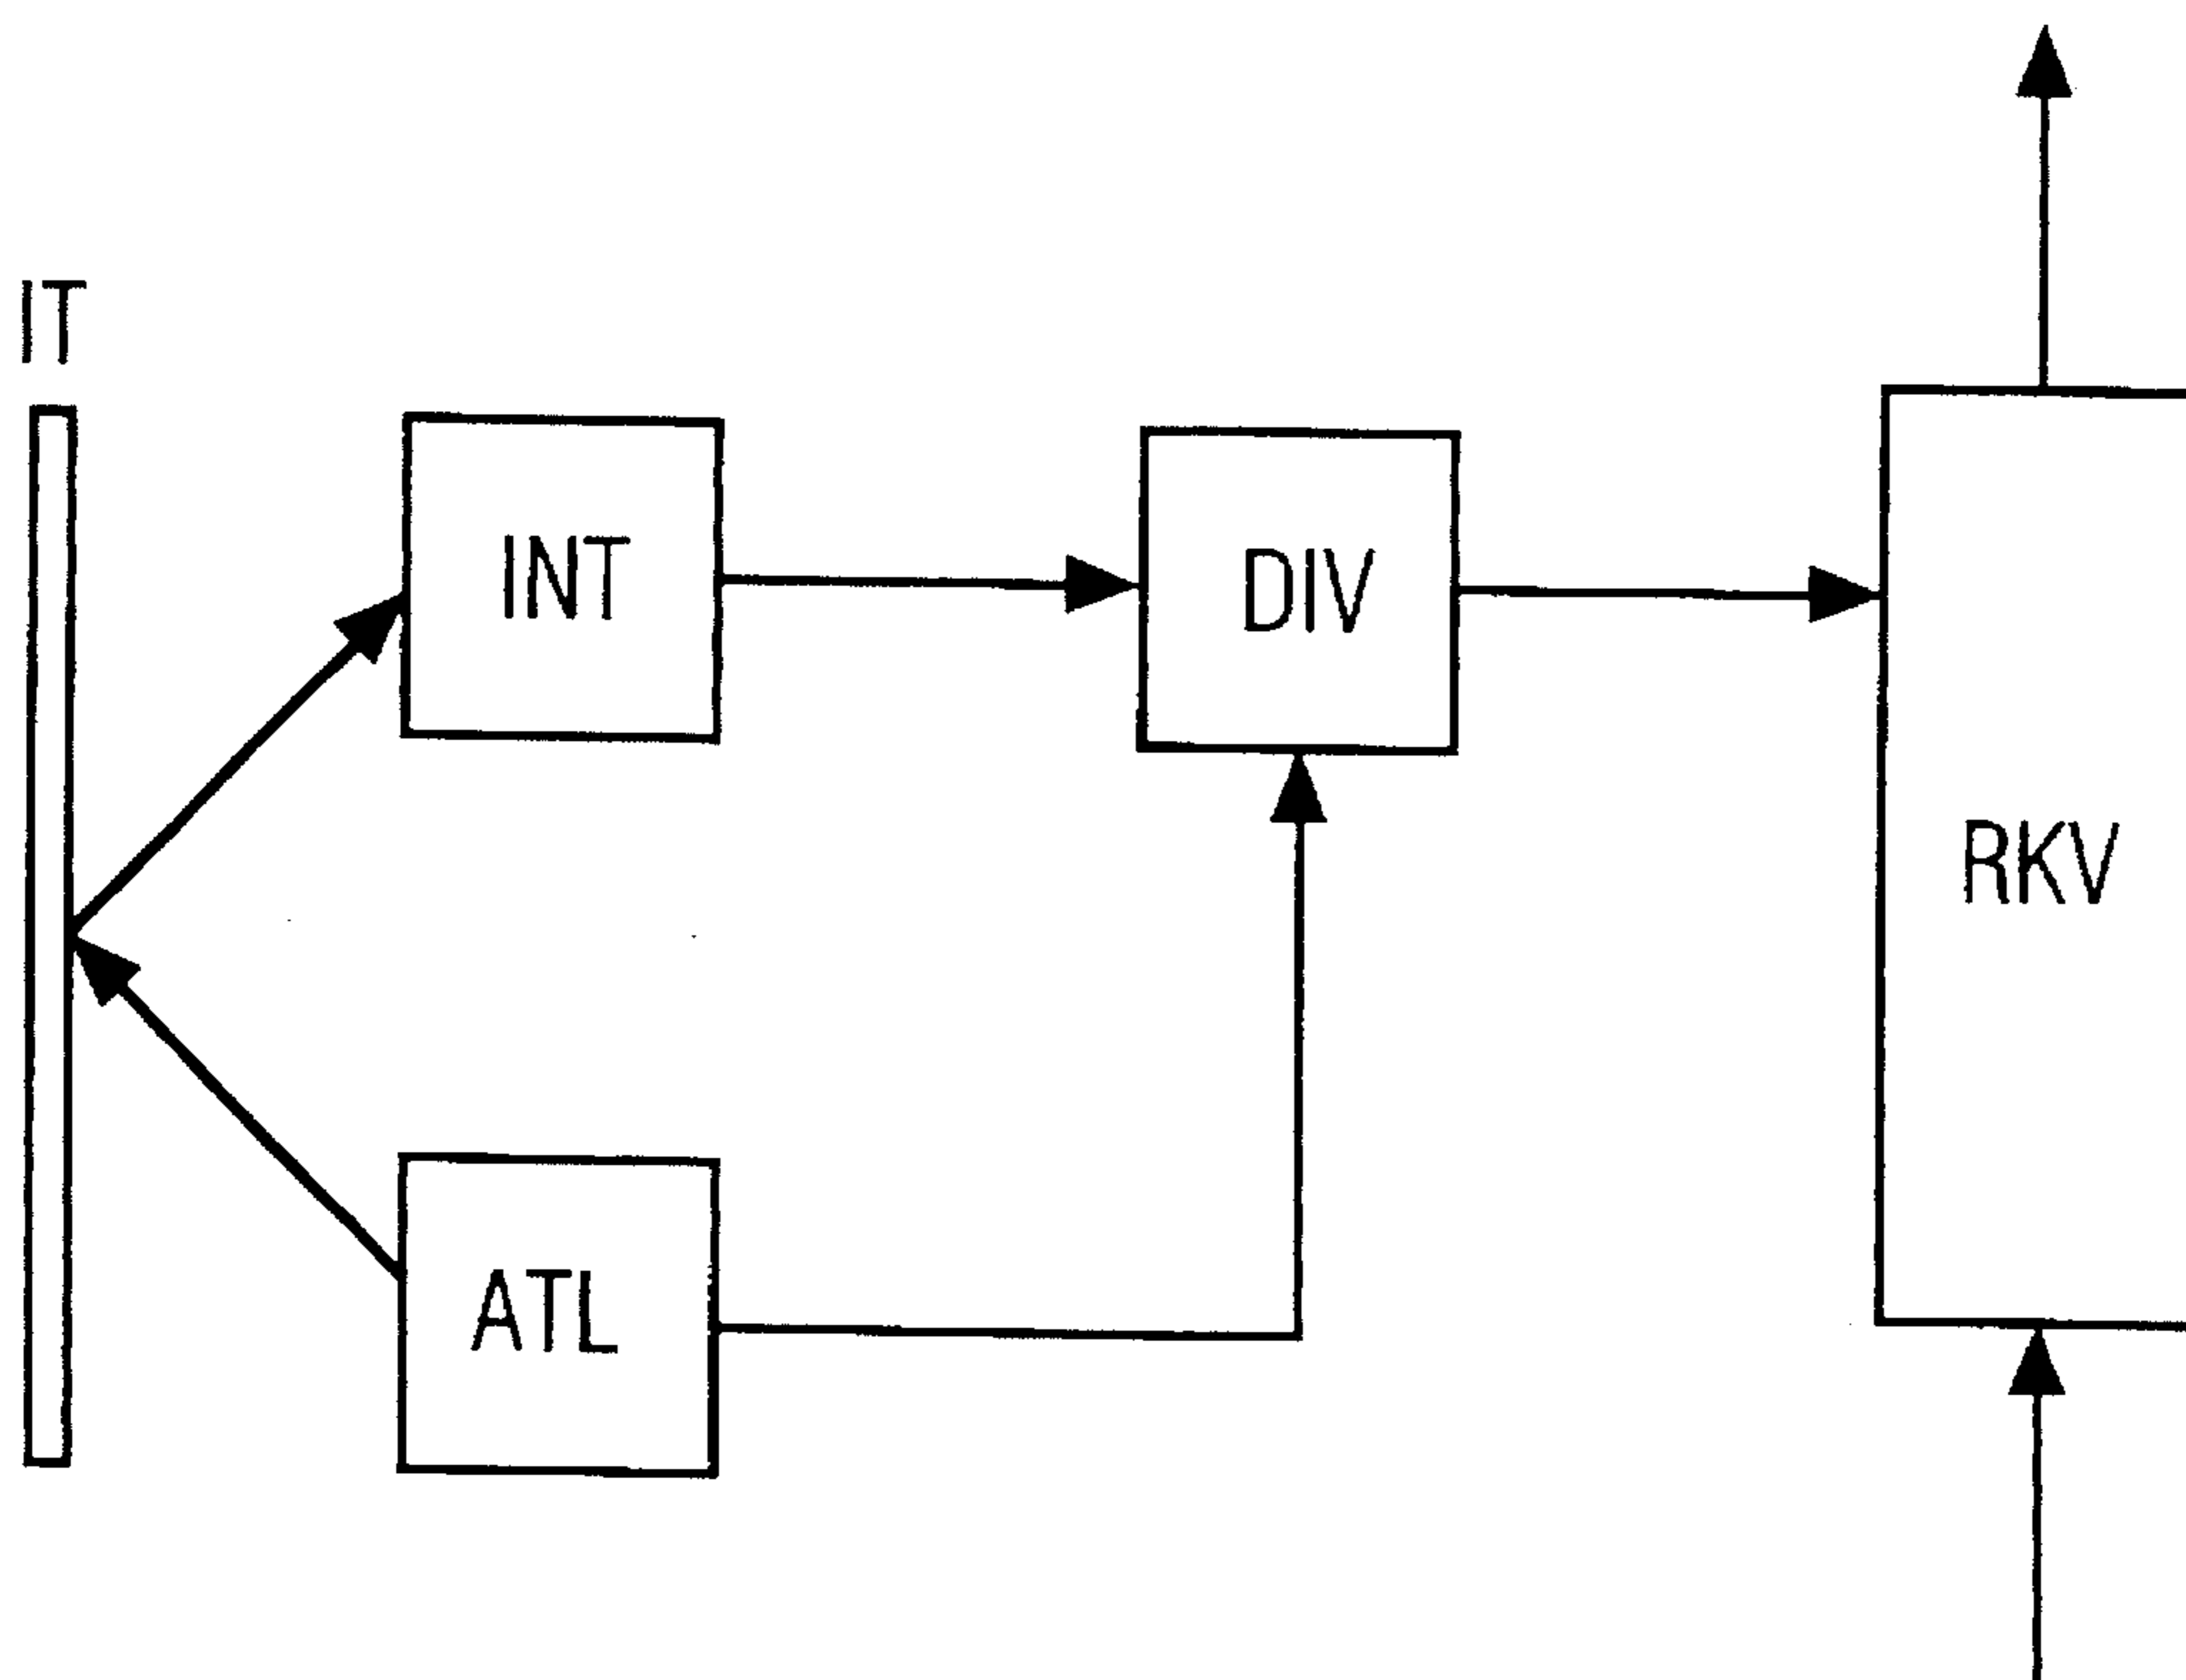 IT
INT
DIV
RKV
ATL